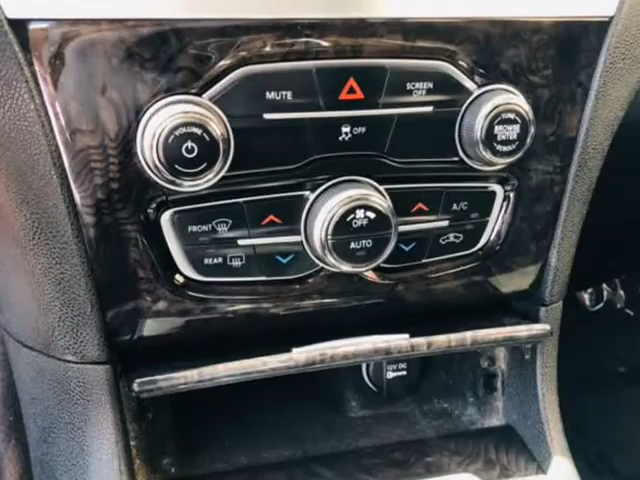 MUTE
SCREEN
OFF
VOLUME
OFF
TUNE
BROWSE
ENTER
SCROLL
FRONT
OFF
A/C
AUTO
REAR
12V DC